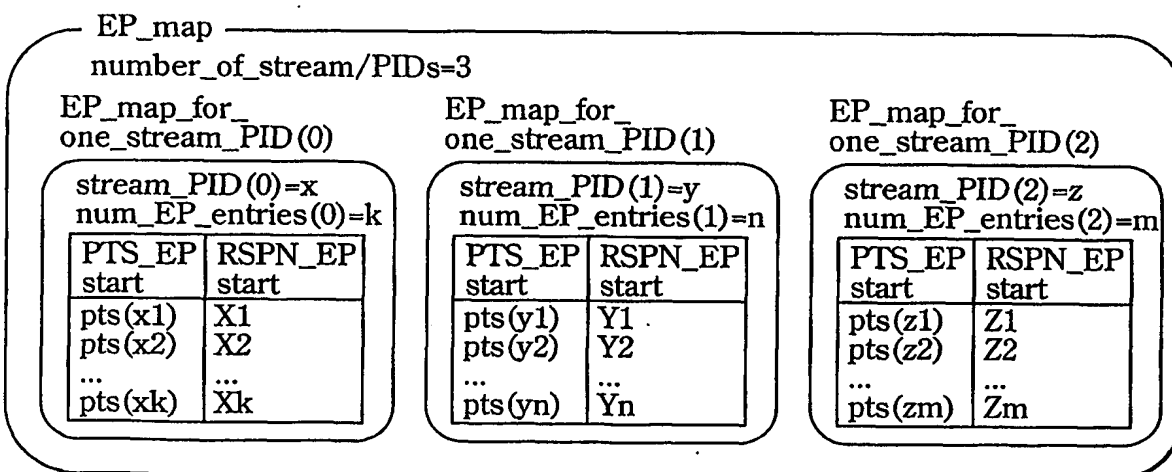 EP_map
number_of_stream/PIDs=3
EP_map_for_
one_stream_PID(0)
stream_PID(0)=x
num_EP_entries(0)=k
PTS_EP RSPN_EP
start start
pts(x1) X1
pts(x2) X2
... ...
pts(xk) Xk
EP_map_for_
one_stream_PID(1)
stream_PID(1)=y
num_EP_entries(1)=n
PTS_EP RSPN_EP
start start
pts(y1) Y1
pts(y2) Y2
... ...
pts(yn) Yn
EP_map_for_
one_stream_PID(2)
stream_PID(2)=z
num_EP_entries(2)=m
PTS_EP RSPN_EP
start start
pts(z1) Z1
pts(z2) Z2
... ...
pts(zm) Zm